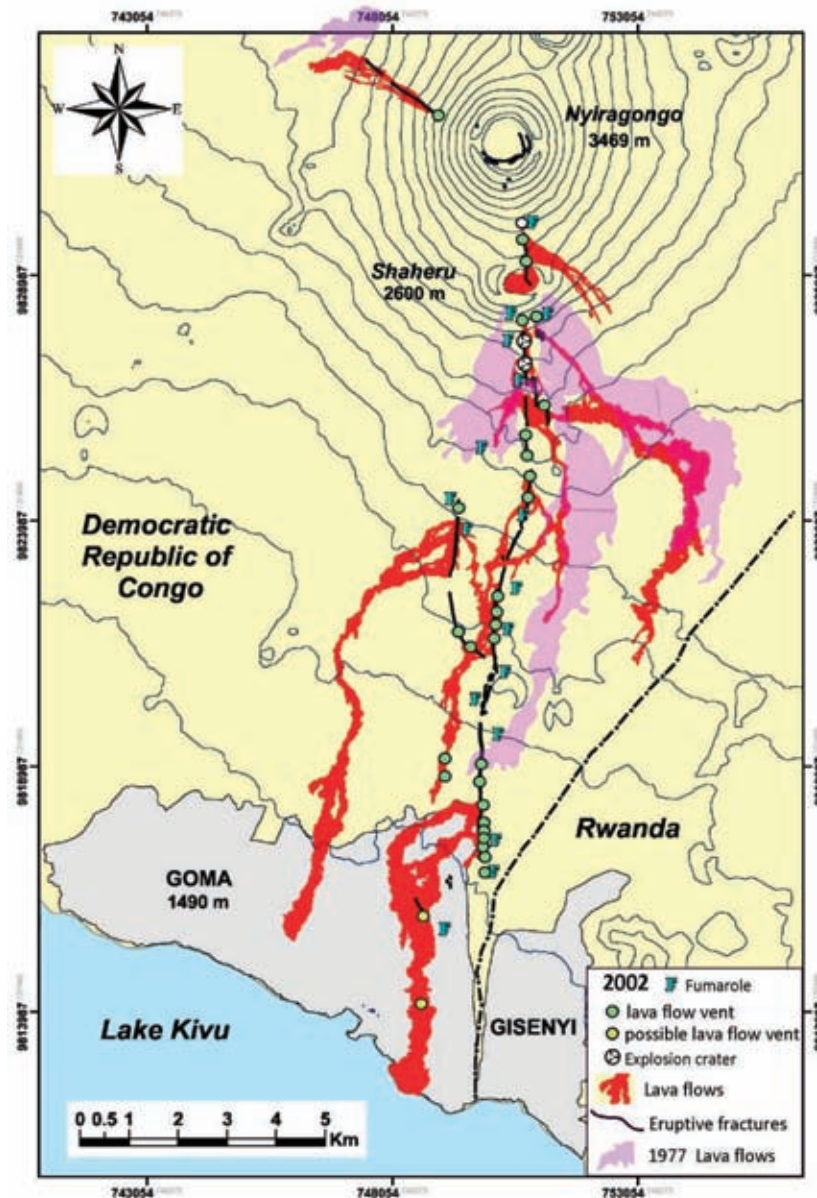 743054
748054
753054
N
W
E
S
Nyiragongo
3469 m
F
Shaheru
2600 m
9828987
F
F
F
F
F
F
F
9823987
F
F
Democratic
Republic of
Congo
F
F
F
F
F
9818987
Rwanda
F
GOMA
1490 m
F
F
9813987
Lake Kivu
GISENYI
2002 F Fumarole
lava flow vent
possible lava flow vent
Explosion crater
Lava flows
Eruptive fractures
1977 Lava flows
0 0.5 1 2 3 4 5
Km
743054
748054
753054